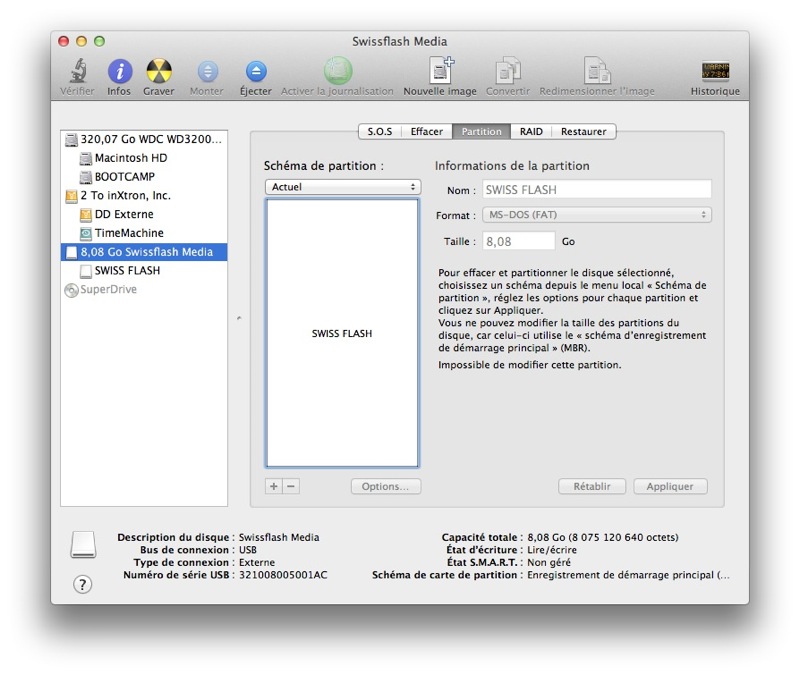 Swissflash Media
Vérifier Infos Graver Monter Éjecter Activer la journalisation Nouvelle image Convertir Redimensionner l'image Historique
320,07 Go WDC WD3200...
Macintosh HD
BOOTCAMP
2 To inXtron, Inc.
DD Externe
TimeMachine
8,08 Go Swissflash Media
SWISS FLASH
SuperDrive
S.O.S Effacer Partition RAID Restaurer
Schéma de partition :
Actuel
SWISS FLASH
Options...
Informations de la partition
Nom : SWISS FLASH
Format : MS-DOS (FAT)
Taille : 8,08 Go
Pour effacer et partitionner le disque sélectionné,
choisissez un schéma depuis le menu local « Schéma de
partition », réglez les options pour chaque partition et
cliquez sur Appliquer.
Vous ne pouvez modifier la taille des partitions du
disque, car celui-ci utilise le « schéma d'enregistrement
de démarrage principal » (MBR).
Impossible de modifier cette partition.
Rétablir Appliquer
Description du disque : Swissflash Media
Bus de connexion : USB
Type de connexion : Externe
Numéro de série USB : 321008005001AC
Capacité totale : 8,08 Go (8 075 120 640 octets)
État d'écriture : Lire/écrire
État S.M.A.R.T. : Non géré
Schéma de carte de partition : Enregistrement de démarrage principal (...
?